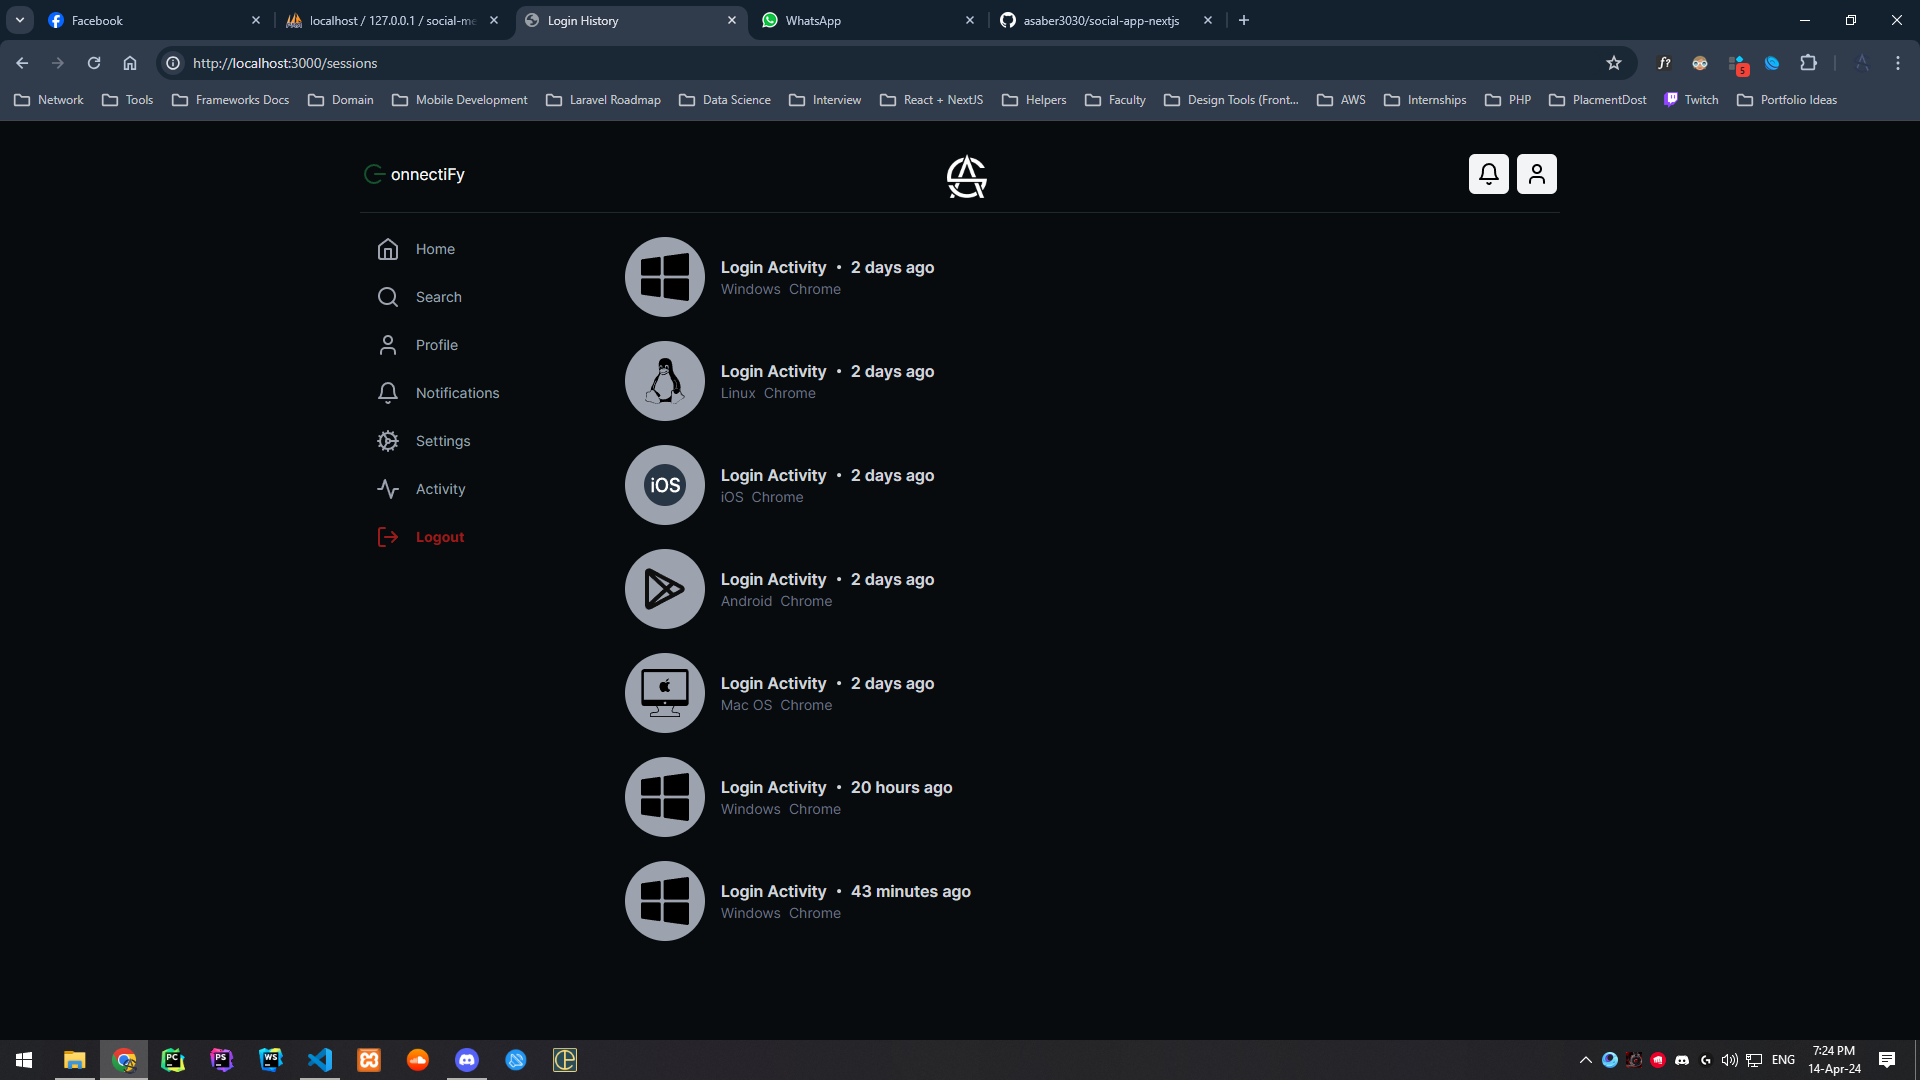 Facebook
localhost / 127.0.0.1 / social-me
Login History
WhatsApp
asaber3030/social-app-nextjs
http://localhost:3000/sessions
f?
5
Network
Tools
Frameworks Docs
Domain
Mobile Development
Laravel Roadmap
Data Science
Interview
React + NextJS
Helpers
Faculty
Design Tools (Front...
AWS
Internships
PHP
PlacmentDost
Twitch
Portfolio Ideas
onnectiFy
Home
Search
Profile
Notifications
Settings
Activity
Logout
Login Activity • 2 days ago
Windows Chrome
Login Activity • 2 days ago
Linux Chrome
iOS
Login Activity • 2 days ago
iOS Chrome
Login Activity • 2 days ago
Android Chrome
Login Activity • 2 days ago
Mac OS Chrome
Login Activity • 20 hours ago
Windows Chrome
Login Activity • 43 minutes ago
Windows Chrome
PC
PS
WS
ENG
7:24 PM
14-Apr-24